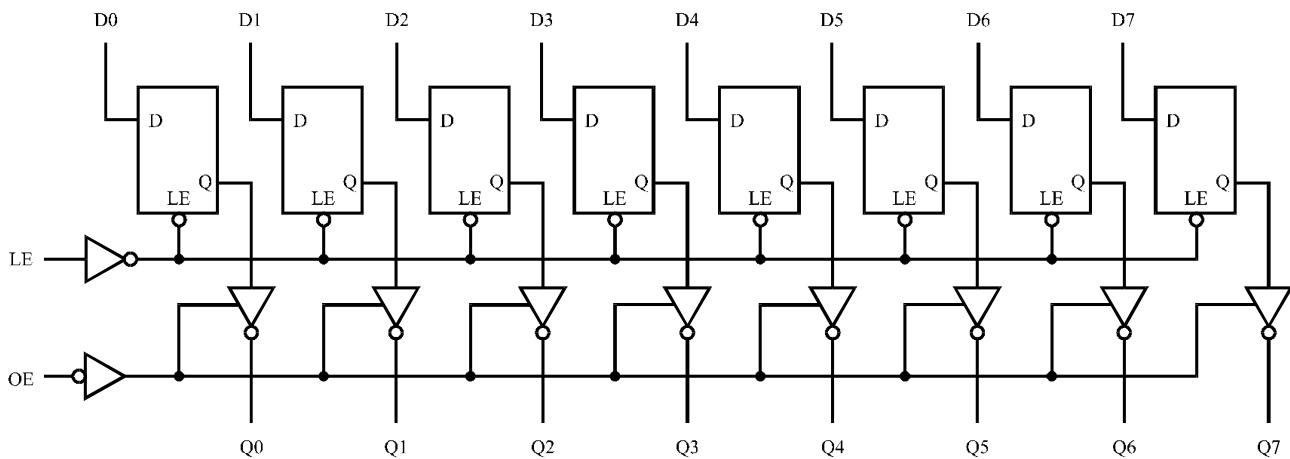 D0 D1 D2 D3 D4 D5 D6 D7
D D D D D D D D
Q Q Q Q Q Q Q Q
LE LE LE LE LE LE LE LE
LE
OE
Q0 Q1 Q2 Q3 Q4 Q5 Q6 Q7